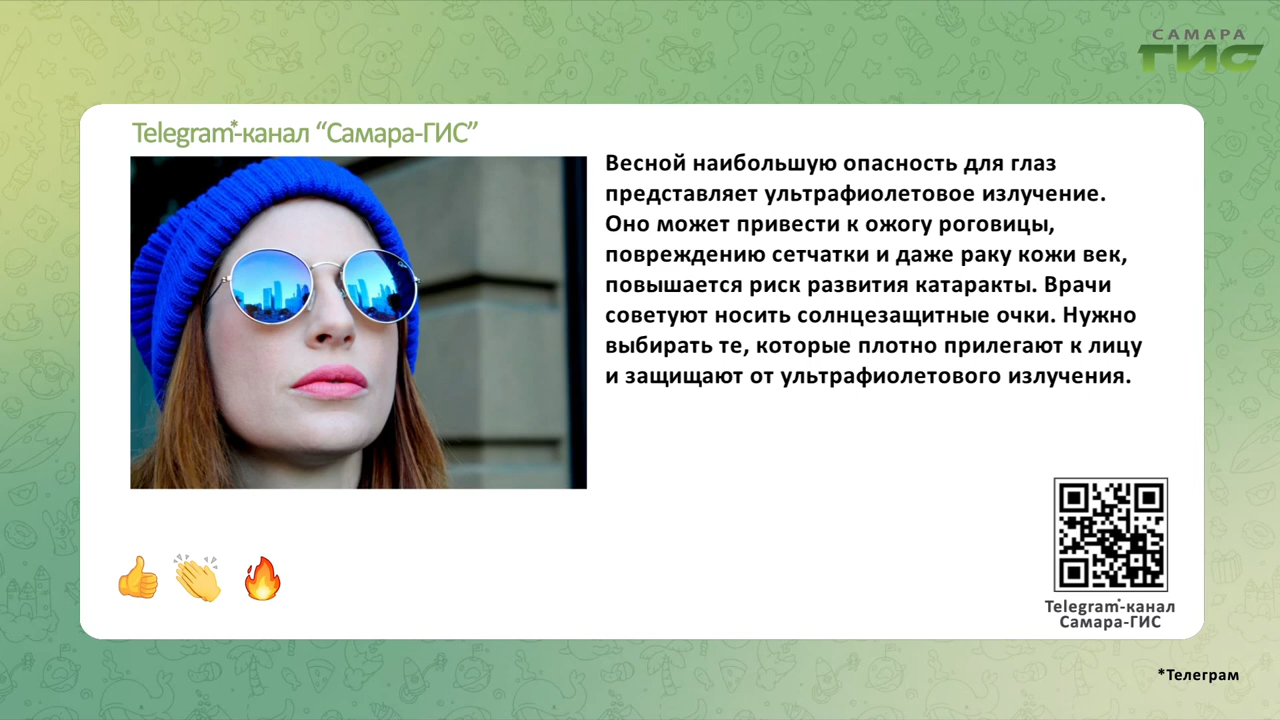 САМАРА
ГИС
Telegram*-канал “Самара-ГИС”
Весной наибольшую опасность для глаз
представляет ультрафиолетовое излучение.
Оно может привести к ожогу роговицы,
повреждению сетчатки и даже раку кожи век,
повышается риск развития катаракты. Врачи
советуют носить солнцезащитные очки. Нужно
выбирать те, которые плотно прилегают к лицу
и защищают от ультрафиолетового излучения.
Telegram*-канал
Самара-ГИС
*Телеграм